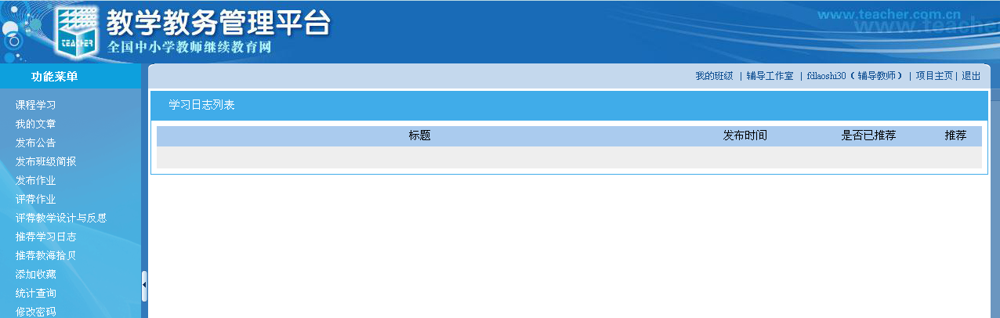 教学教务管理平台
TEACHER
全国中小学教师继续教育网
www.teacher.com.cn
www.teache
功能菜单
我的班级 | 辅导工作室 | fdlaoshi30（辅导教师） | 项目主页 | 退出
课程学习
我的文章
发布公告
发布班级简报
发布作业
评荐作业
评荐教学设计与反思
推荐学习日志
推荐教海拾贝
添加收藏
统计查询
修改密码
学习日志列表
标题 发布时间 是否已推荐 推荐